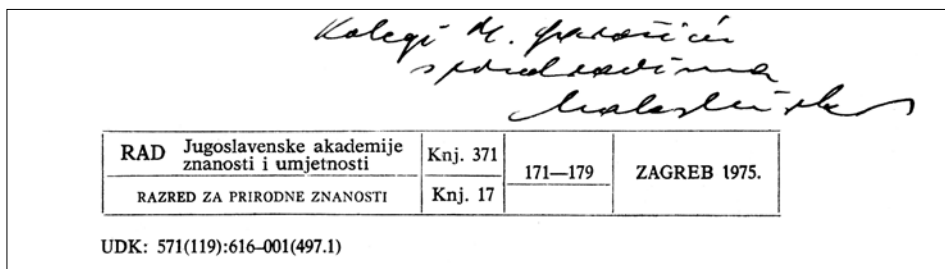 Kolegi M.
s pozdravima
RAD Jugoslavenske akademije znanosti i umjetnosti
Knj. 371
171—179
ZAGREB 1975.
RAZRED ZA PRIRODNE ZNANOSTI
Knj. 17
UDK: 571(119):616–001(497.1)